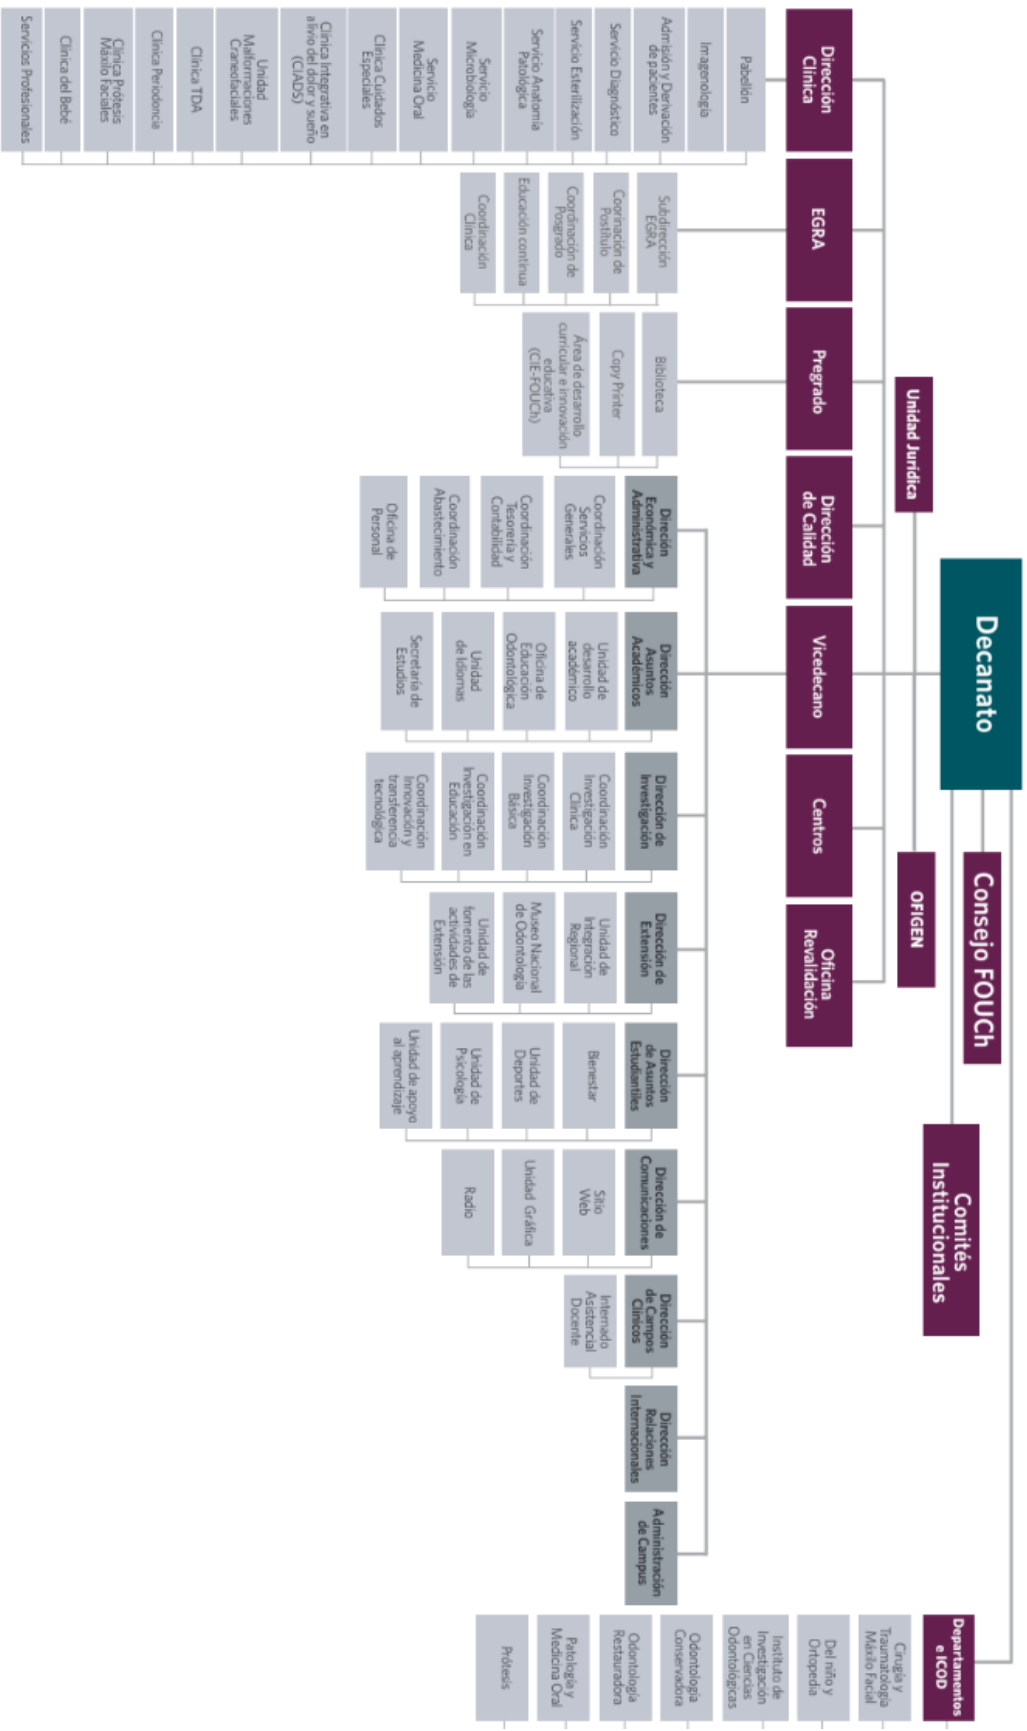 Decanato
Consejo FOUCh
Comités
Institucionales
Unidad Jurídica
OFIGEN
Dirección
Clínica
EGRA
Pregrado
Dirección
de Calidad
Vicedecano
Centros
Oficina
Revalidación
Pabellón
Imagenología
Admisión y Derivación
de pacientes
Servicio Diagnóstico
Servicio Esterilización
Servicio Anatomía
Patológica
Servicio
Microbiología
Servicio
Medicina Oral
Clínica Cuidados
Especiales
Clínica Integrativa en
alivio del dolor y sueño
(CIADS)
Unidad
Malformaciones
Craneofaciales
Clínica TDA
Clínica Periodoncia
Clínica Prótesis
Máxilo Faciales
Clínica del Bebé
Servicios Profesionales
Subdirección
EGRA
Coorinación de
Postítulo
Coordinación de
Posgrado
Educación continua
Coordinación
Clínica
Biblioteca
Copy Printer
Área de desarrollo
curricular e innovación
educativa
(CIE-FOUCh)
Direción
Económica y
Administrativa
Coordinación
Servicios
Generales
Coordinación
Tesorería y
Contabilidad
Coordinación
Abastecimiento
Oficina de
Personal
Dirección
Asuntos
Académicos
Unidad de
desarrollo
académico
Oficina de
Educación
Odontológica
Unidad
de Idiomas
Secretaría de
Estudios
Dirección de
Investigación
Coordinación
Investigación
Clínica
Coordinación
Investigación
Básica
Coordinación
Investigación en
Educación
Coordinación
Innovación y
transferencia
tecnológica
Dirección de
Extensión
Unidad de
Integración
Regional
Museo Nacional
de Odontología
Unidad de
fomento de las
actividades de
Extensión
Dirección
de Asuntos
Estudiantiles
Bienestar
Unidad de
Deportes
Unidad de
Psicología
Unidad de apoyo
al aprendizaje
Dirección de
Comunicaciones
Sitio
Web
Unidad Gráfica
Radio
Dirección
de Campos
Clínicos
Internado
Asistencial
Docente
Dirección
Relaciones
Internacionales
Administración
de Campus
Departamentos
e ICOD
Cirugía y
Traumatología
Máxilo Facial
Del niño y
Ortopedia
Instituto de
Investigación
en Ciencias
Odontológicas
Odontología
Conservadora
Odontología
Restauradora
Patología y
Medicina Oral
Prótesis